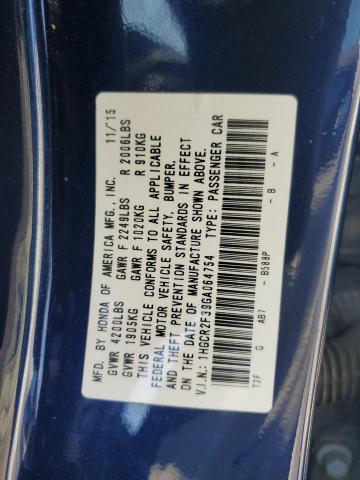 MFD. BY HONDA OF AMERICA MFG., INC. 11/'15
GVWR 4200LBS GAWR F 2249LBS R 2006LBS
GVWR 1905KG GAWR F 1020KG R 910KG
THIS VEHICLE CONFORMS TO ALL APPLICABLE
FEDERAL MOTOR VEHICLE SAFETY, BUMPER,
AND THEFT PREVENTION STANDARDS IN EFFECT
ON THE DATE OF MANUFACTURE SHOWN ABOVE.
V.I.N.: 1HGCR2F39GA064754 TYPE: PASSENGER CAR
T2F G AB7 - B588P - B - A